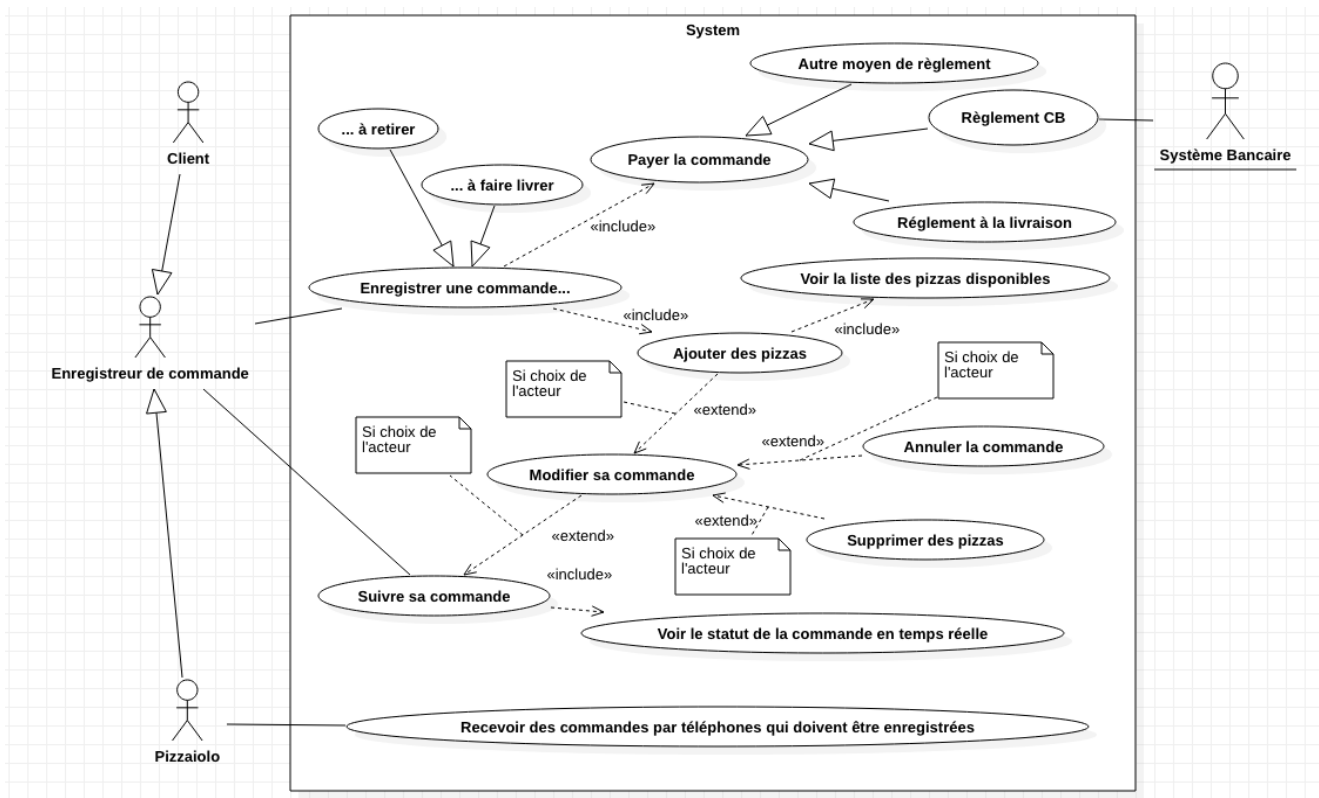 System
Autre moyen de règlement
Règlement CB
... à retirer
Client
Payer la commande
Système Bancaire
... à faire livrer
«include»
Réglement à la livraison
Enregistrer une commande...
Voir la liste des pizzas disponibles
«include»
«include»
Ajouter des pizzas
Enregistreur de commande
Si choix de
l'acteur
Si choix de
l'acteur
«extend»
Si choix de
l'acteur
«extend»
Annuler la commande
Modifier sa commande
«extend»
Supprimer des pizzas
«extend»
Si choix de
l'acteur
«include»
Suivre sa commande
Voir le statut de la commande en temps réelle
Recevoir des commandes par téléphones qui doivent être enregistrées
Pizzaiolo